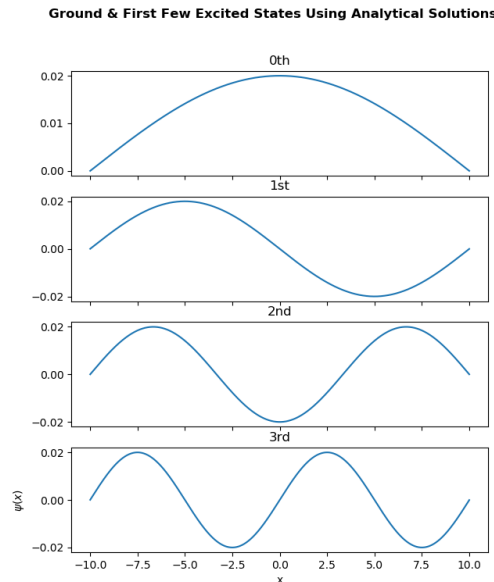 Ground & First Few Excited States Using Analytical Solutions
0th
0.02
0.01
0.00
1st
0.02
0.00
−0.02
2nd
0.02
0.00
−0.02
3rd
0.02
0.00
−0.02
ψ(x)
−10.0 −7.5 −5.0 −2.5 0.0 2.5 5.0 7.5 10.0
x